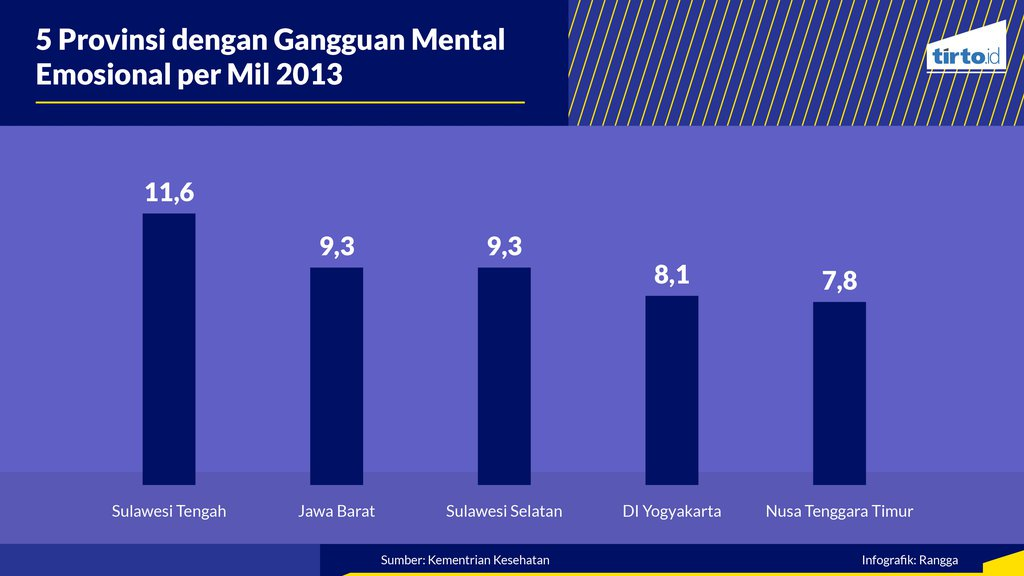 5 Provinsi dengan Gangguan Mental
Emosional per Mil 2013
tirto.id
11,6
9,3
9,3
8,1
7,8
Sulawesi Tengah
Jawa Barat
Sulawesi Selatan
DI Yogyakarta
Nusa Tenggara Timur
Sumber: Kementrian Kesehatan
Infografik: Rangga